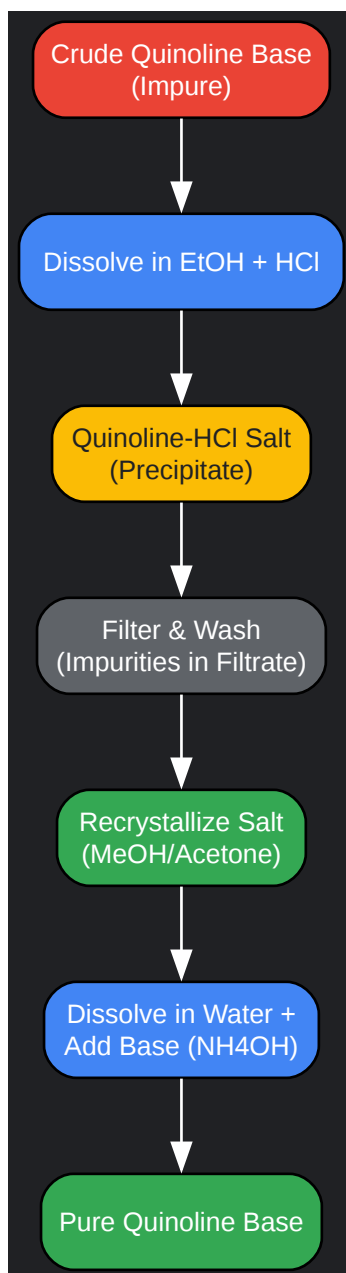 Crude Quinoline Base
(Impure)
Dissolve in EtOH + HCl
Quinoline-HCl Salt
(Precipitate)
Filter & Wash
(Impurities in Filtrate)
Recrystallize Salt
(MeOH/Acetone)
Dissolve in Water +
Add Base (NH4OH)
Pure Quinoline Base